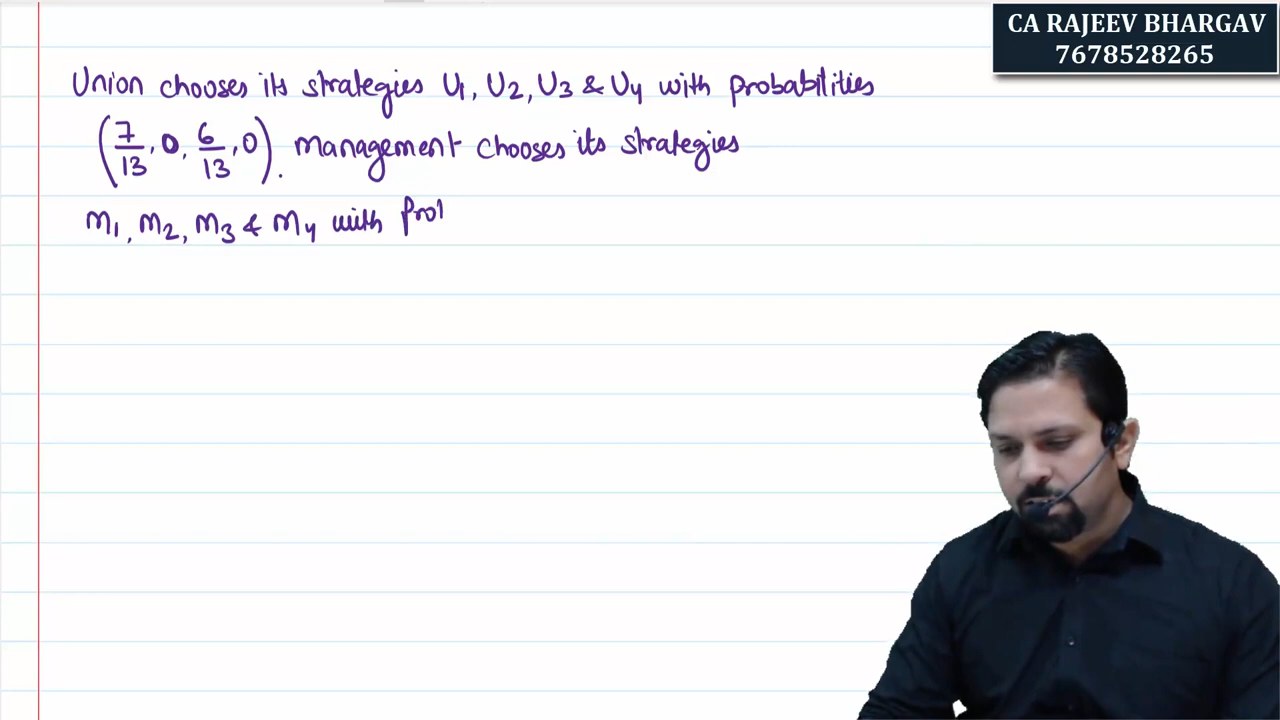 CA RAJEEV BHARGAV
7678528265
Union chooses its strategies U1, U2, U3 & U4 with probabilities
(7/13, 0, 6/13, 0). Management chooses its strategies
M1, M2, M3 & M4 with Prob